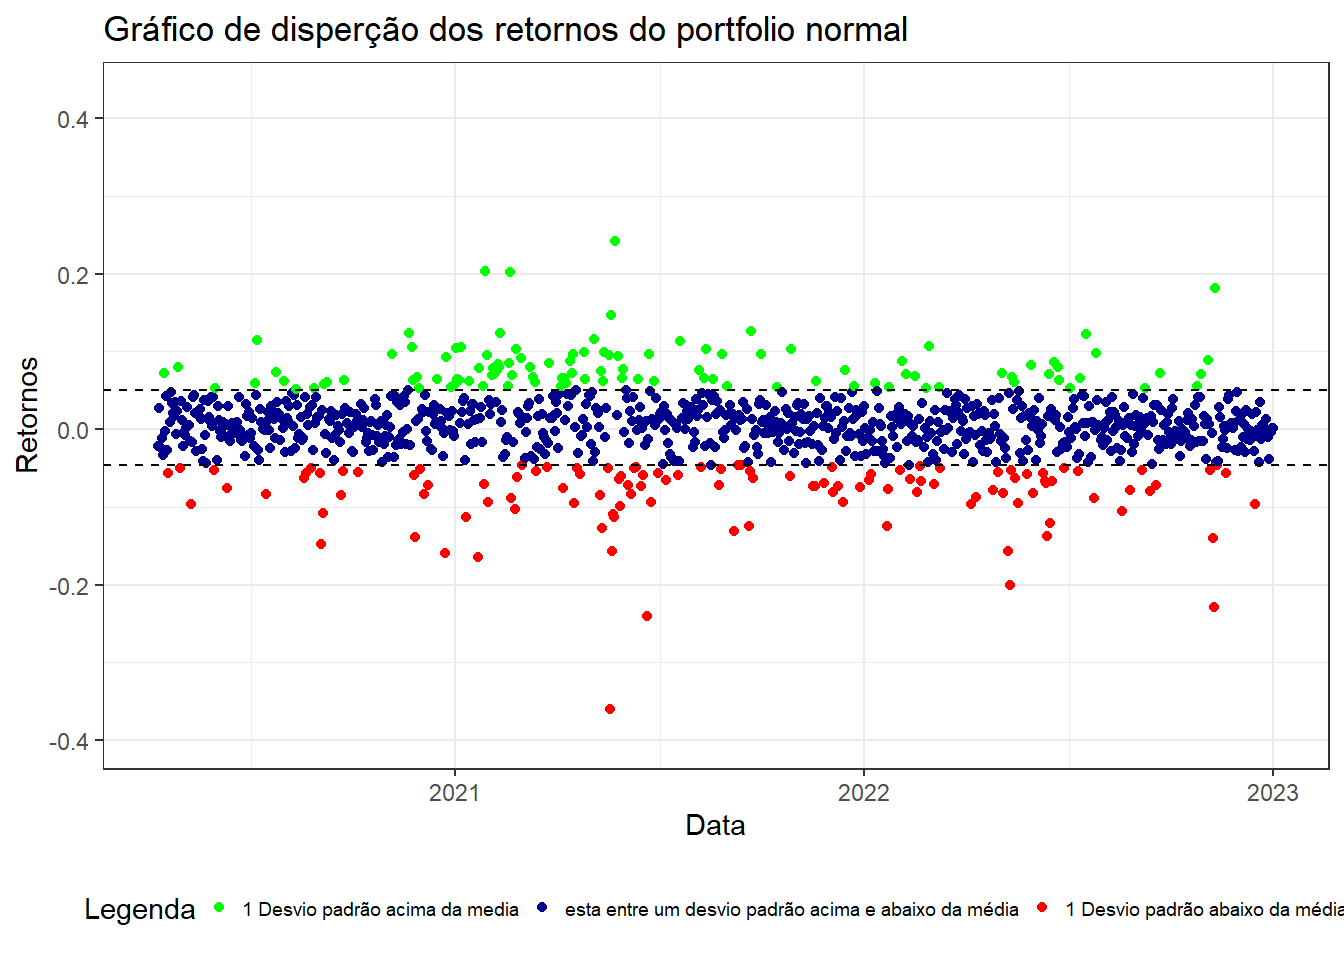 Gráfico de disperção dos retornos do portfolio normal
0.4
0.2
0.0
-0.2
-0.4
Retornos
2021 2022 2023
Data
Legenda 1 Desvio padrão acima da media esta entre um desvio padrão acima e abaixo da média 1 Desvio padrão abaixo da média